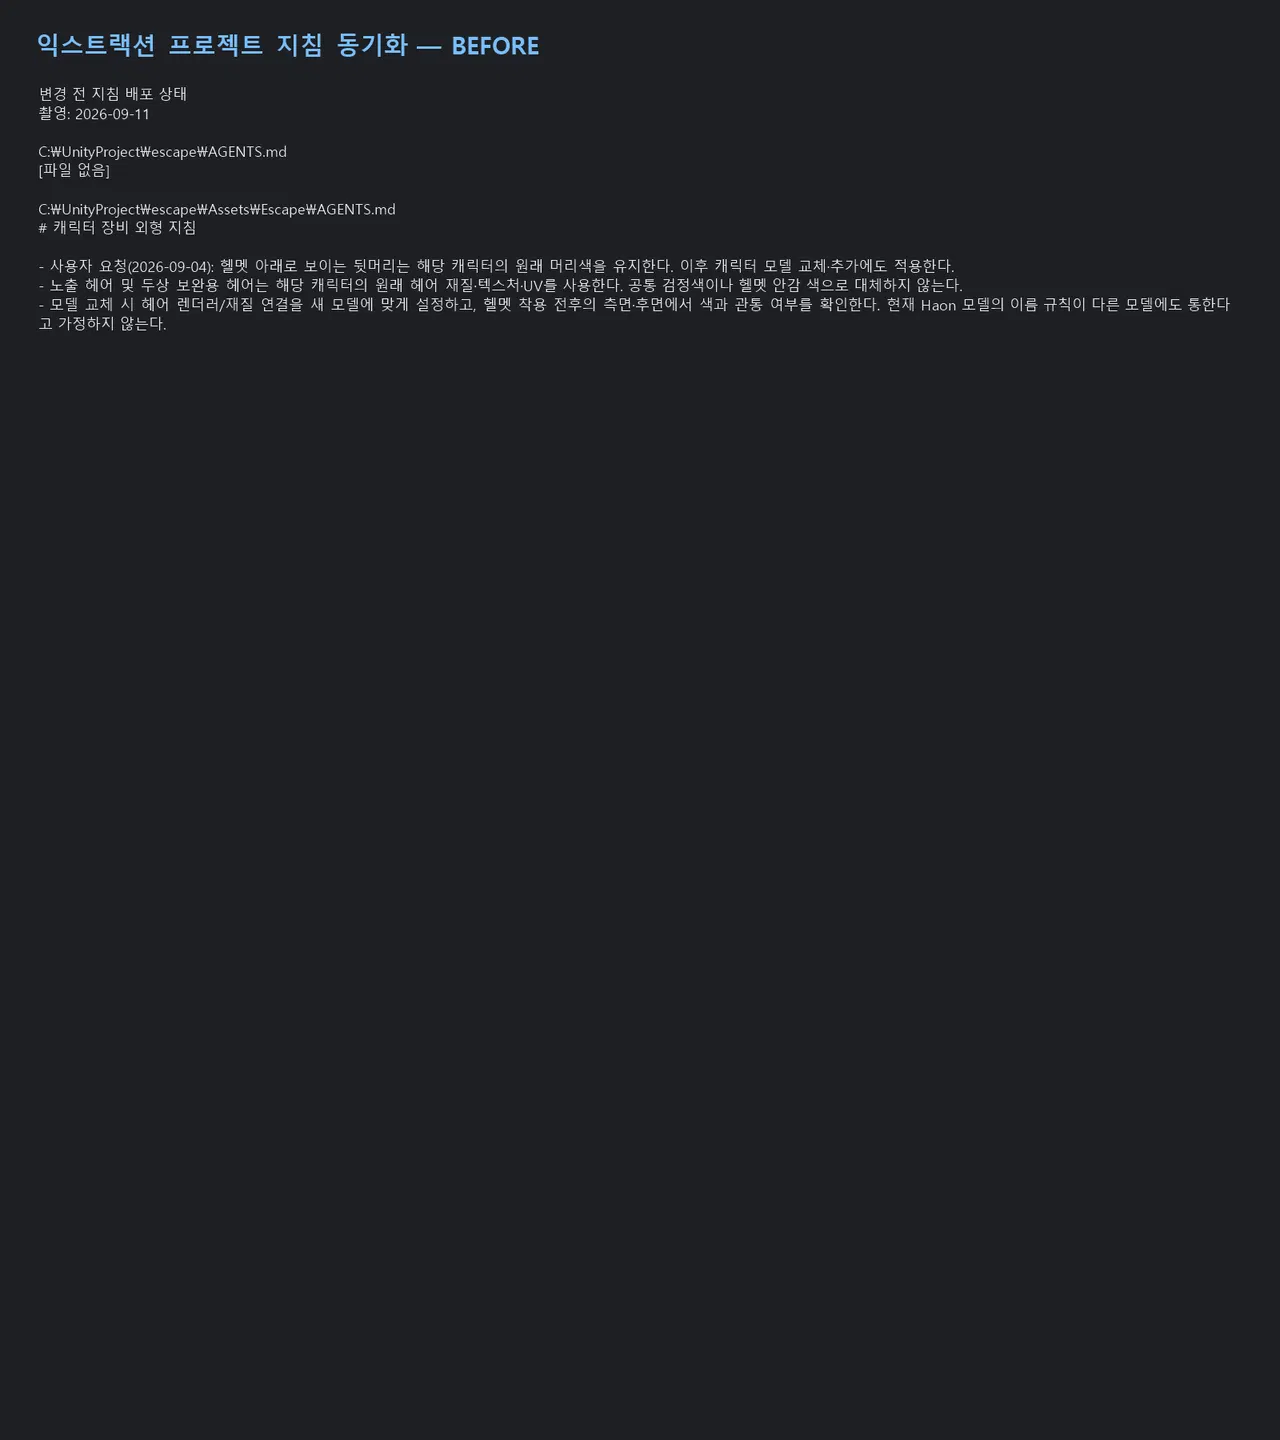 익스트랙션 프로젝트 지침 동기화 — BEFORE
변경 전 지침 배포 상태
촬영: 2026-09-11
C:₩UnityProject₩escape₩AGENTS.md
[파일 없음]
C:₩UnityProject₩escape₩Assets₩Escape₩AGENTS.md
# 캐릭터 장비 외형 지침
- 사용자 요청(2026-09-04): 헬멧 아래로 보이는 뒷머리는 해당 캐릭터의 원래 머리색을 유지한다. 이후 캐릭터 모델 교체·추가에도 적용한다.
- 노출 헤어 및 두상 보완용 헤어는 해당 캐릭터의 원래 헤어 재질·텍스처·UV를 사용한다. 공통 검정색이나 헬멧 안감 색으로 대체하지 않는다.
- 모델 교체 시 헤어 렌더러/재질 연결을 새 모델에 맞게 설정하고, 헬멧 착용 전후의 측면·후면에서 색과 관통 여부를 확인한다. 현재 Haon 모델의 이름 규칙이 다른 모델에도 통한다
고 가정하지 않는다.